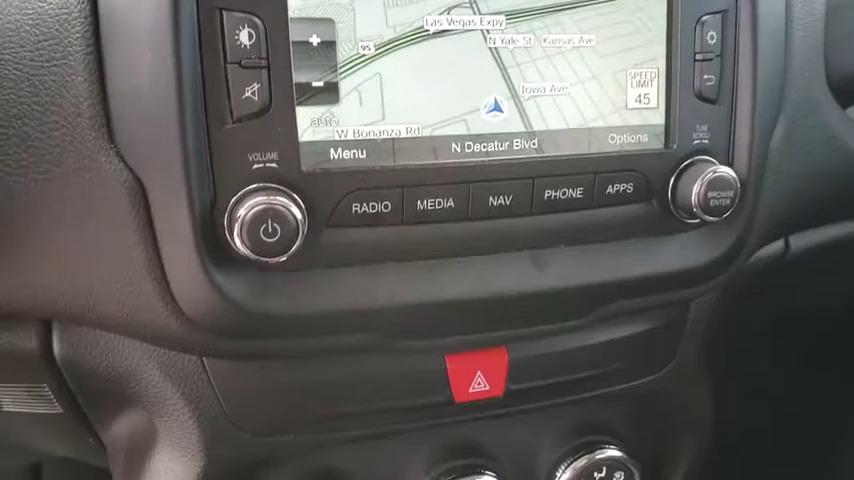 Las Vegas Expy
N Yale St
Kansas Ave
95
SPEED
LIMIT
45
Iowa Ave
auto
W Bonanza Rd
Menu
N Decatur Blvd
Options
VOLUME
TUNE
SCROLL
RADIO
MEDIA
NAV
PHONE
APPS
BROWSE
ENTER